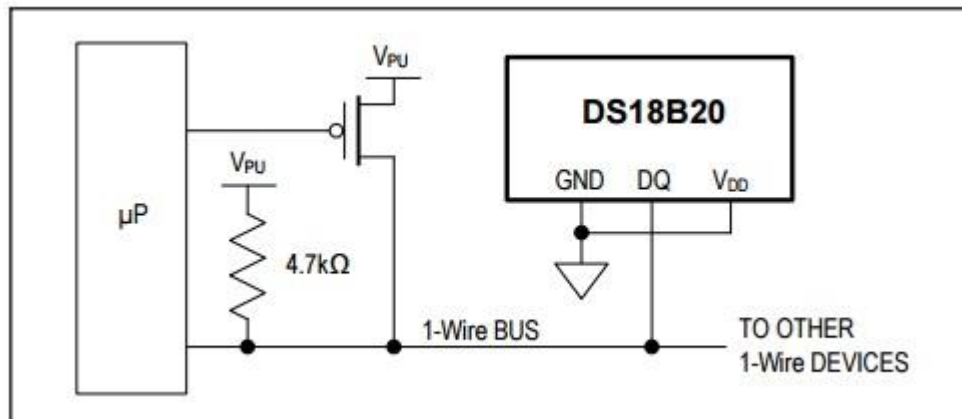 V_PU
DS18B20
GND DQ V_DD
V_PU
µP
4.7kΩ
1-Wire BUS
TO OTHER
1-Wire DEVICES